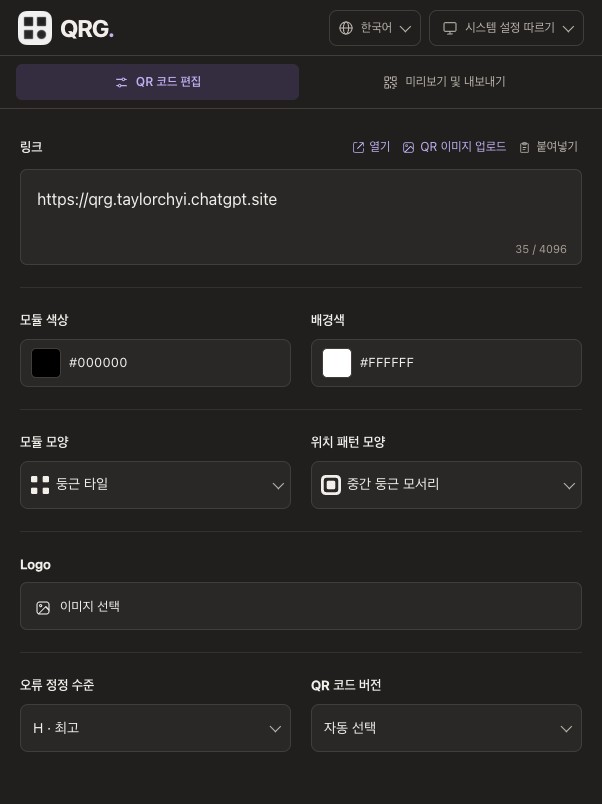 QRG.
한국어
시스템 설정 따르기
QR 코드 편집
미리보기 및 내보내기
링크
열기
QR 이미지 업로드
붙여넣기
https://qrg.taylorchyi.chatgpt.site
35 / 4096
모듈 색상
배경색
#000000
#FFFFFF
모듈 모양
위치 패턴 모양
둥근 타일
중간 둥근 모서리
Logo
이미지 선택
오류 정정 수준
QR 코드 버전
H · 최고
자동 선택